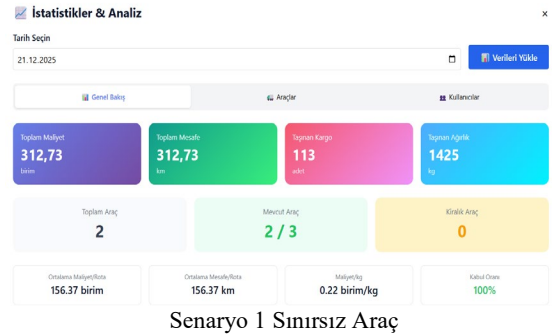 İstatistikler & Analiz
×
Tarih Seçin
21.12.2025
Verileri Yükle
Genel Bakış
Araçlar
Kullanıcılar
Toplam Maliyet
312,73
birim
Toplam Mesafe
312,73
km
Taşınan Kargo
113
adet
Taşınan Ağırlık
1425
kg
Toplam Araç
2
Mevcut Araç
2 / 3
Kiralık Araç
0
Ortalama Maliyet/Rota
156.37 birim
Ortalama Mesafe/Rota
156.37 km
Maliyet/kg
0.22 birim/kg
Kabul Oranı
100%
Senaryo 1 Sınırsız Araç